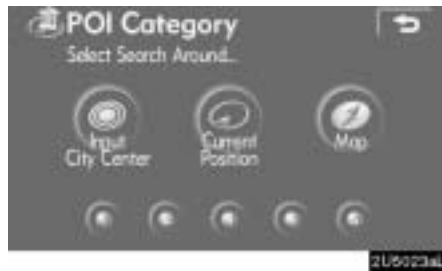 POI Category
Select Search Around...
Input
City Center
Current
Position
Map
2U5023aL